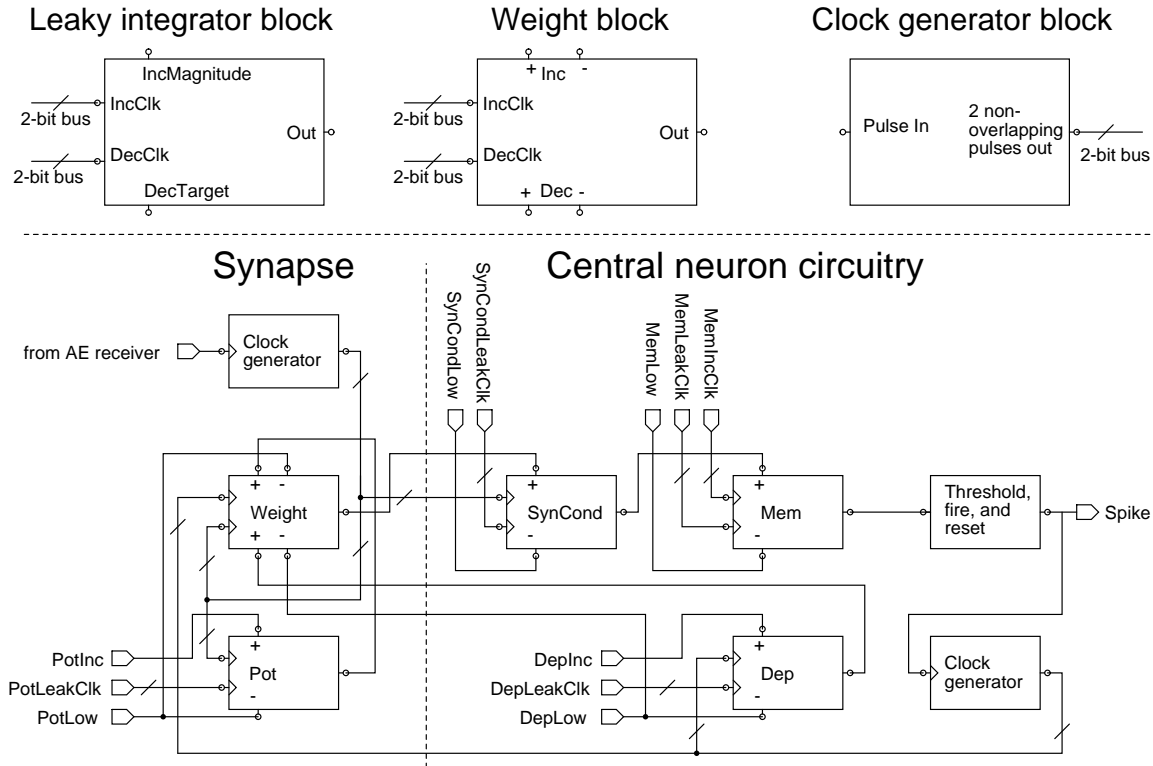 Leaky integrator block
Weight block
Clock generator block
IncMagnitude
IncClk
2-bit bus
Out
DecClk
2-bit bus
DecTarget
+ Inc -
IncClk
2-bit bus
Out
DecClk
2-bit bus
+ Dec -
Pulse In
2 non-
overlapping
pulses out
2-bit bus
Synapse
Central neuron circuitry
SynCondLow
SynCondLeakClk
MemLow
MemLeakClk
MemIncClk
from AE receiver
Clock
generator
+ -
Weight
+ -
+
SynCond
-
+
Mem
-
Threshold,
fire, and
reset
Spike
PotInc
PotLeakClk
PotLow
+
Pot
-
DepInc
DepLeakClk
DepLow
+
Dep
-
Clock
generator